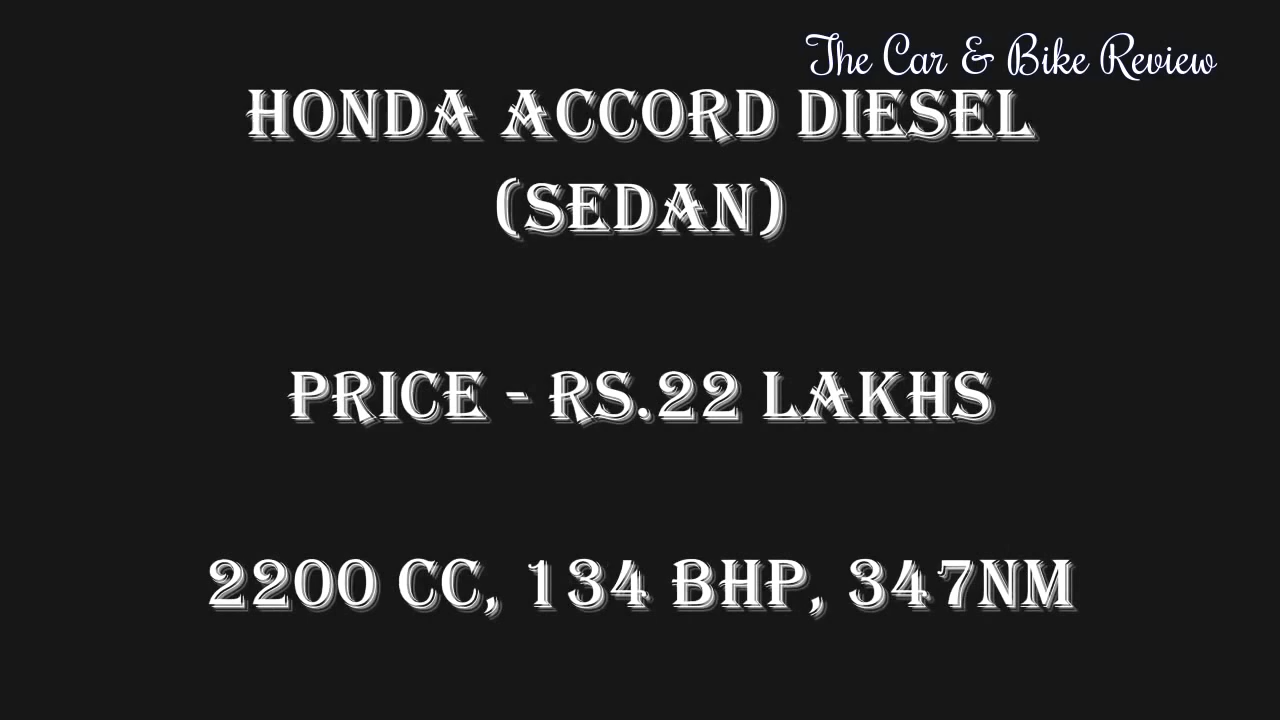 The Car & Bike Review
HONDA ACCORD DIESEL
(SEDAN)
PRICE - RS.22 LAKHS
2200 CC, 134 BHP, 347NM